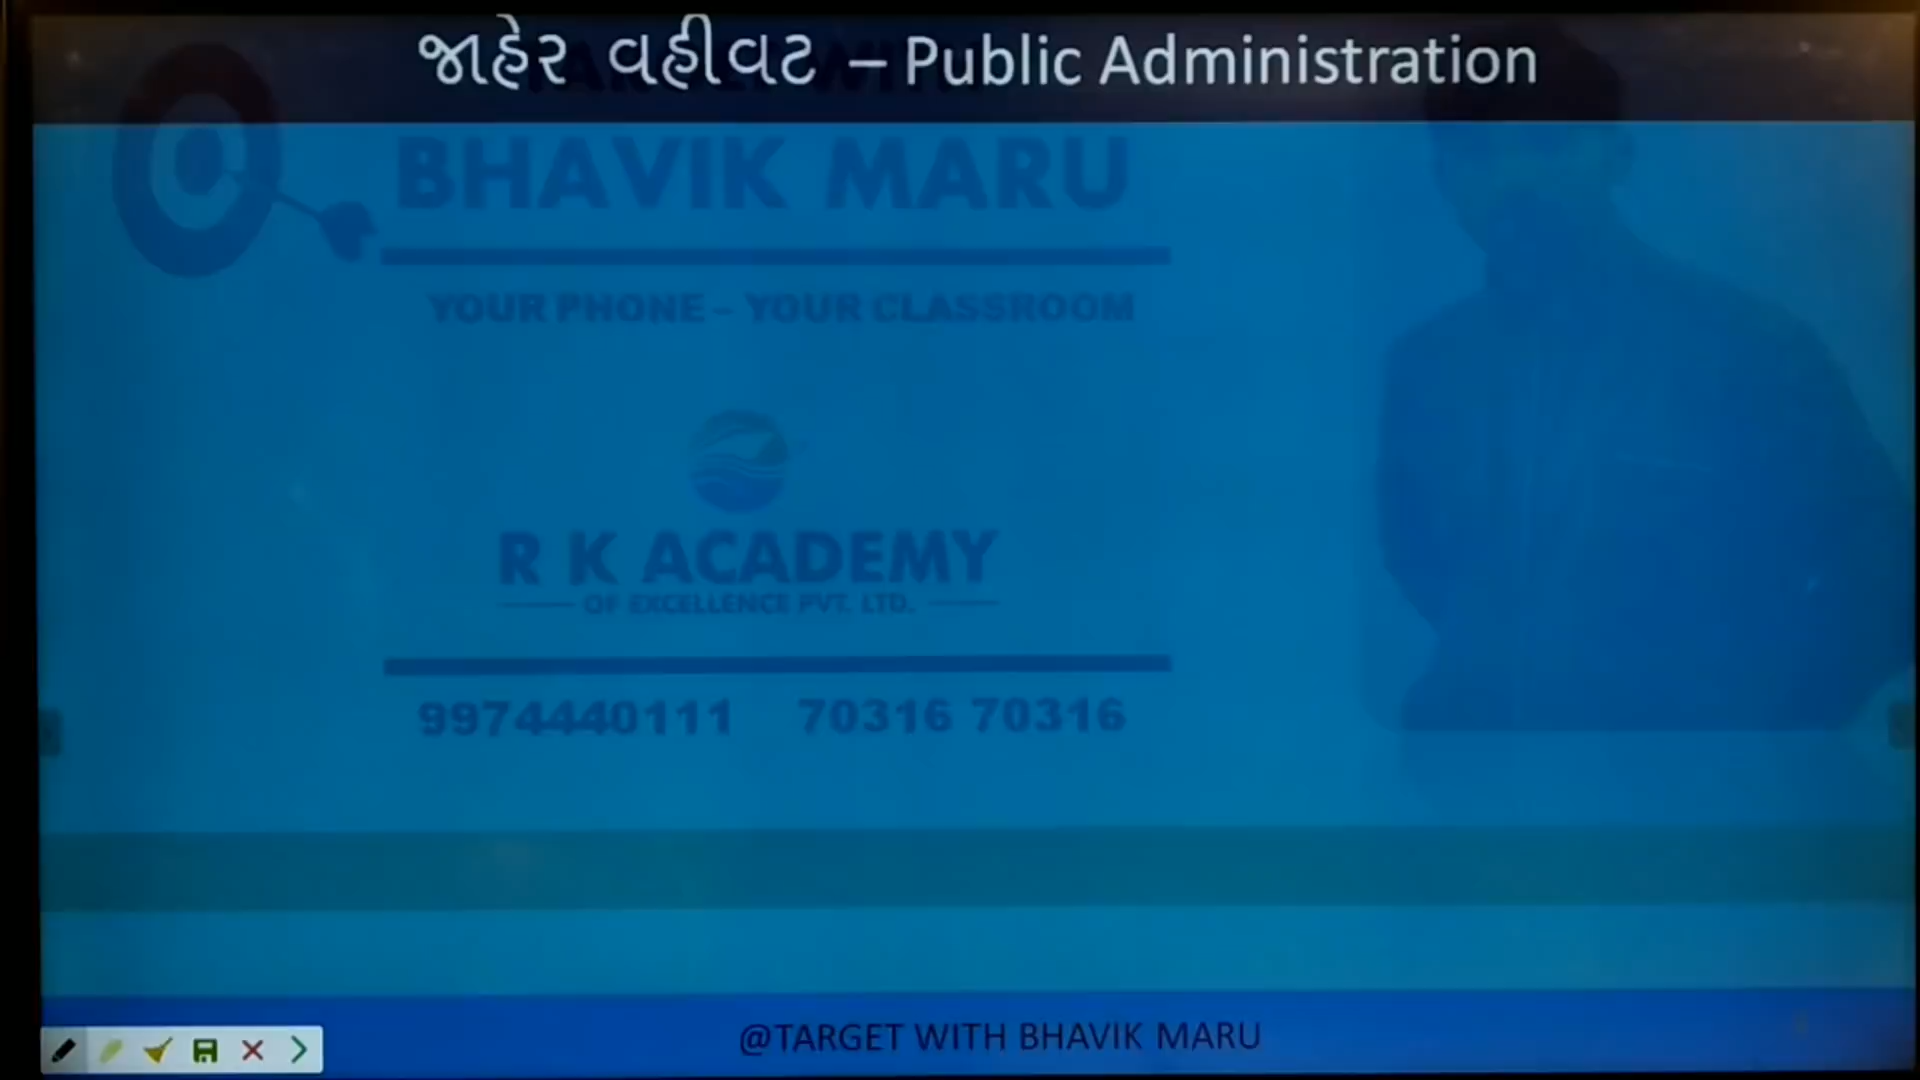 જાહેર વહીવટ – Public Administration
BHAVIK MARU
YOUR PHONE – YOUR CLASSROOM
R K ACADEMY
OF EXCELLENCE PVT. LTD.
9974440111 70316 70316
@TARGET WITH BHAVIK MARU